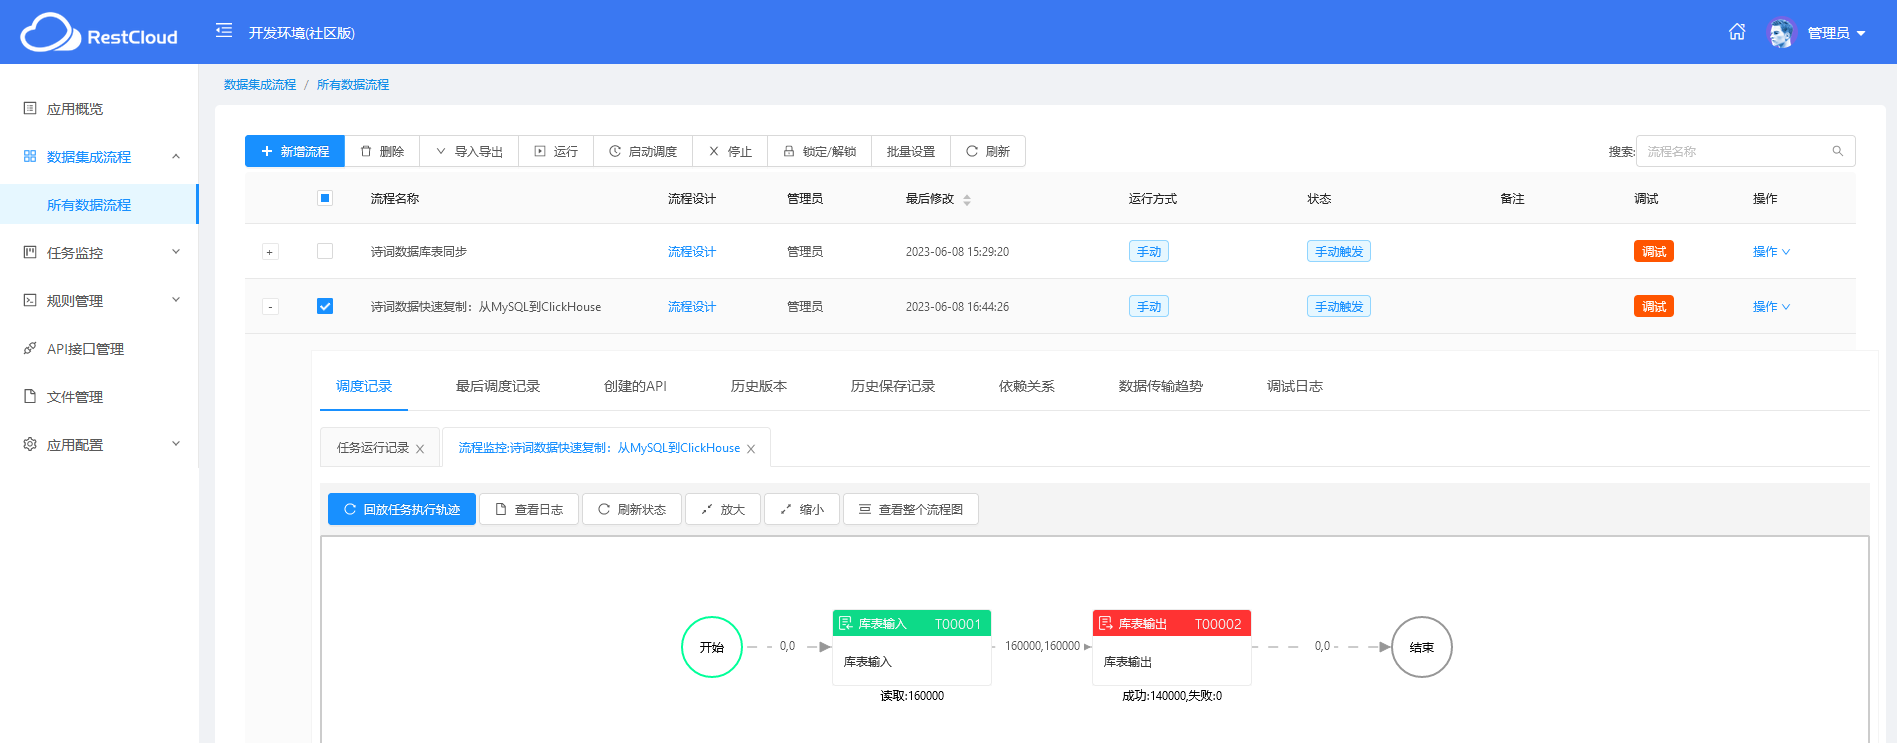 RestCloud
开发环境(社区版)
管理员
应用概览
数据集成流程
所有数据流程
任务监控
规则管理
API接口管理
文件管理
应用配置
数据集成流程 / 所有数据流程
新增流程 删除 导入导出 运行 启动调度 停止 锁定/解锁 批量设置 刷新 搜索: 流程名称
流程名称 流程设计 管理员 最后修改 运行方式 状态 备注 调试 操作
+ 诗词数据库表同步 流程设计 管理员 2023-06-08 15:29:20 手动 手动触发 调试 操作
- 诗词数据快速复制：从MySQL到ClickHouse 流程设计 管理员 2023-06-08 16:44:26 手动 手动触发 调试 操作
调度记录 最后调度记录 创建的API 历史版本 历史保存记录 依赖关系 数据传输趋势 调试日志
任务运行记录 流程监控:诗词数据快速复制：从MySQL到ClickHouse
回放任务执行轨迹 查看日志 刷新状态 放大 缩小 查看整个流程图
库表输入 T00001 库表输出 T00002
开始 0,0 160000,160000 0,0 结束
库表输入 库表输出
读取:160000 成功:140000,失败:0